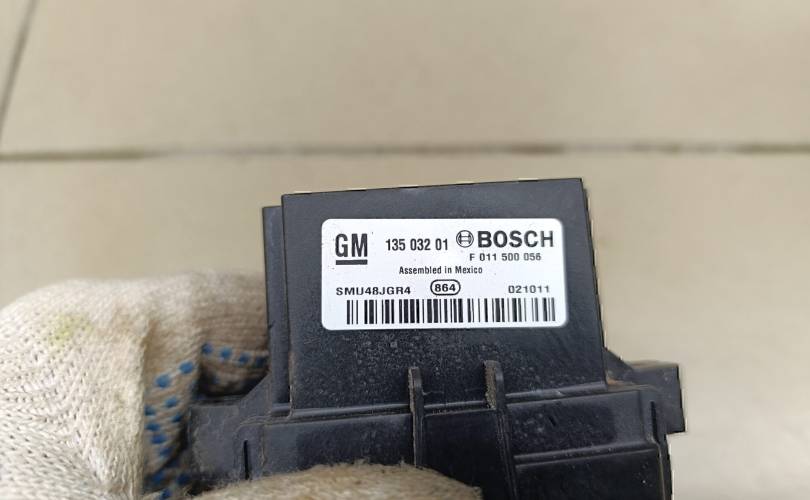 GM 135 032 01 BOSCH
F 011 500 056
Assembled in Mexico
SMU48JGR4 864 021011